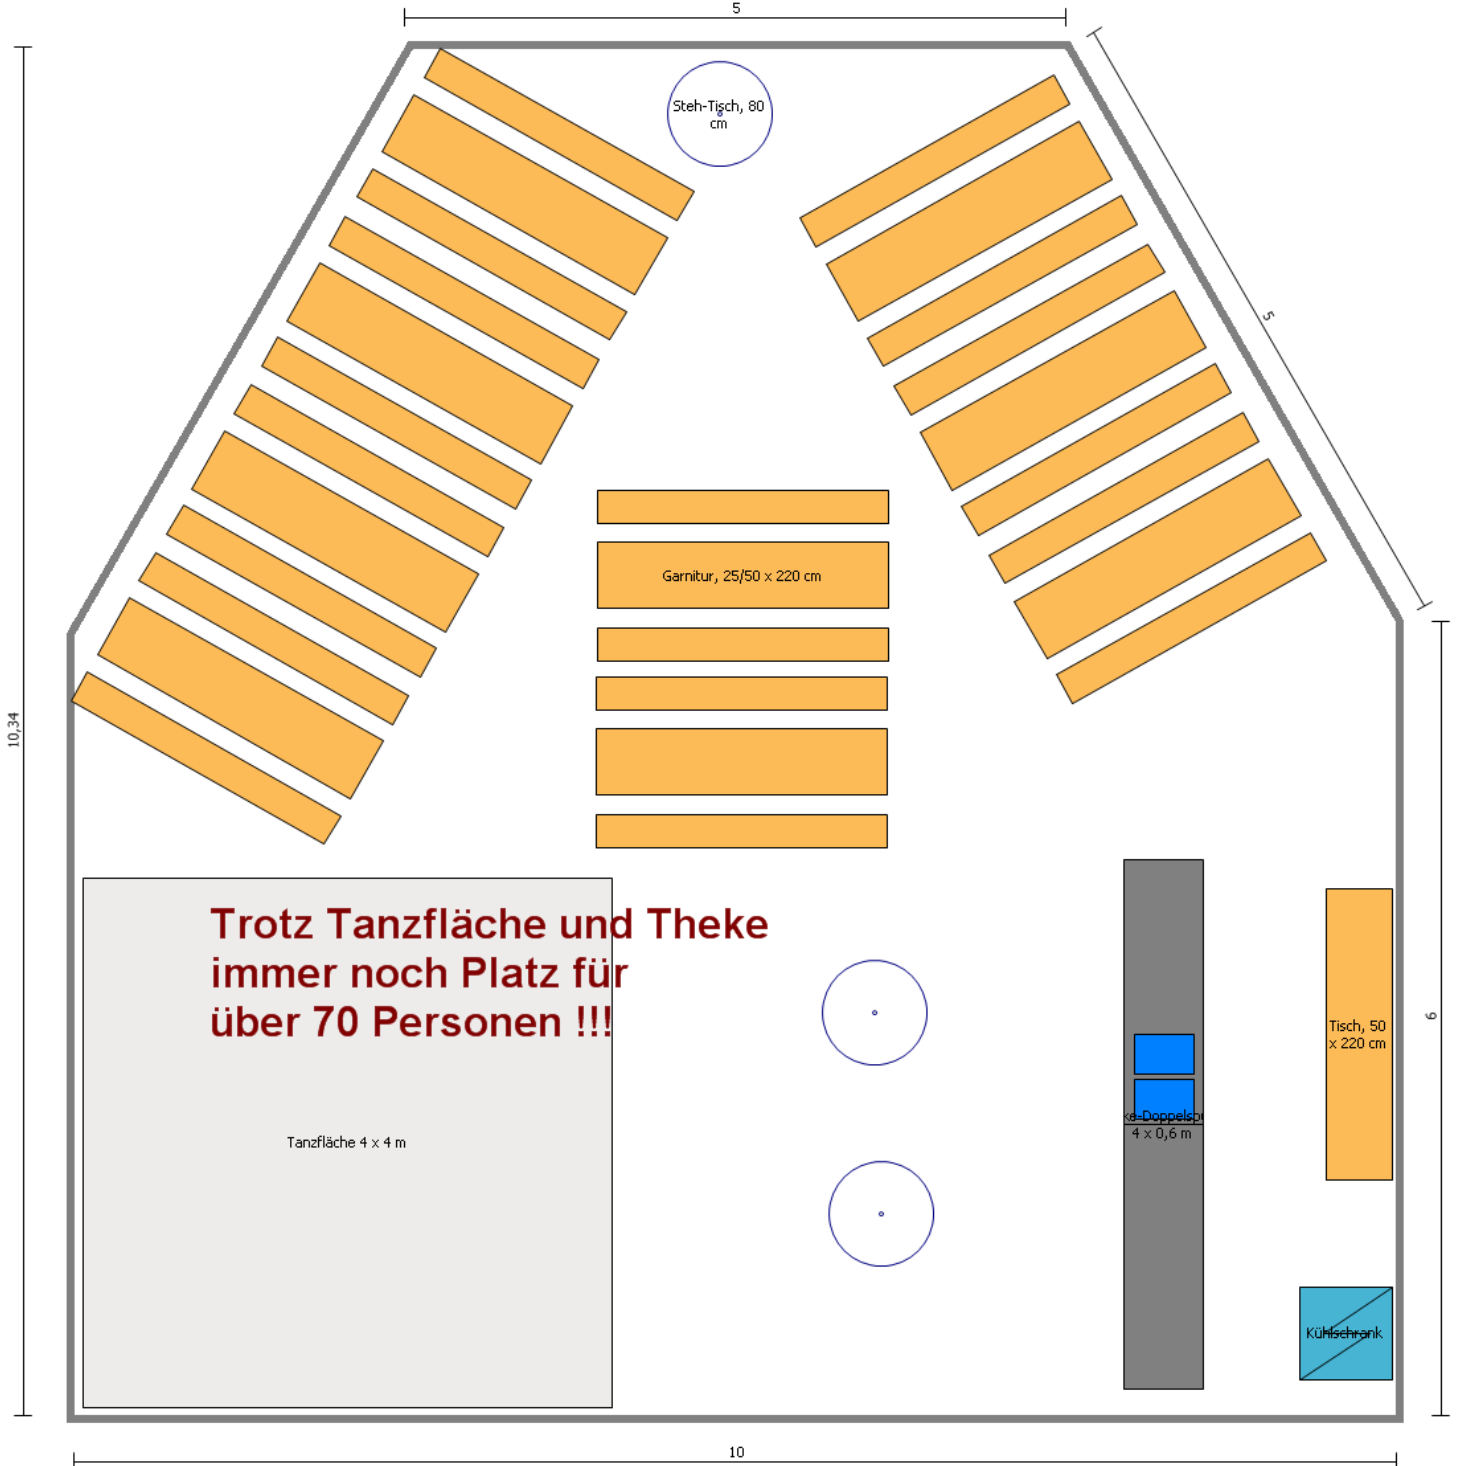 5
Steh-Tisch, 80
cm
5
Garnitur, 25/50 x 220 cm
10,34
Trotz Tanzfläche und Theke
immer noch Platz für
über 70 Personen !!!
Tisch, 50
x 220 cm
6
4 x 0,6 m
Tanzfläche 4 x 4 m
Kühlschrank
10